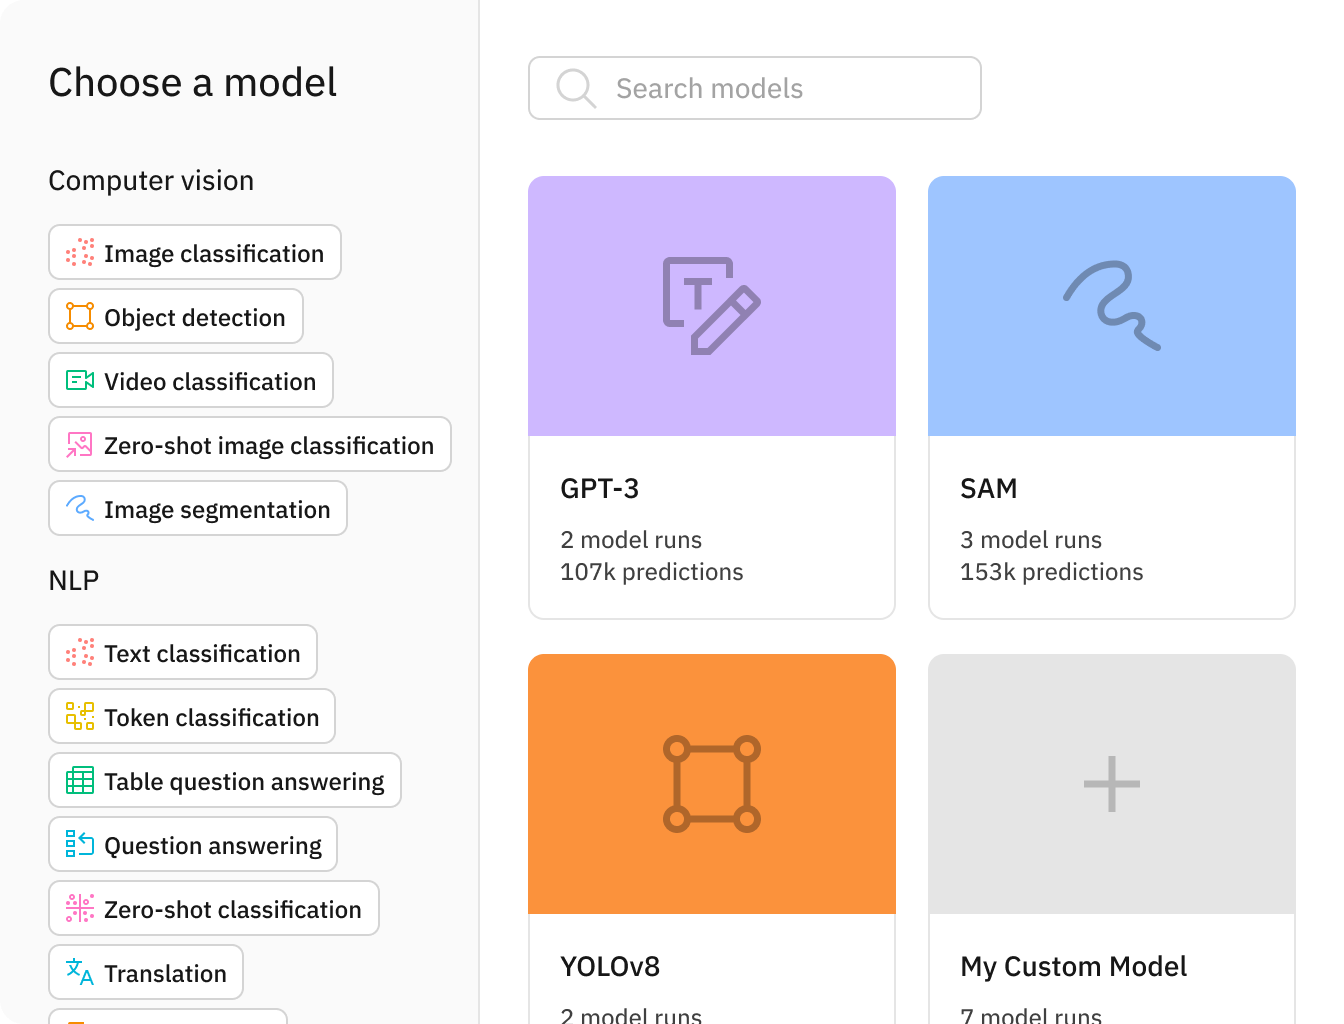 Choose a model
Computer vision
Image classification
Object detection
Video classification
Zero-shot image classification
Image segmentation
NLP
Text classification
Token classification
Table question answering
Question answering
Zero-shot classification
Translation
Search models
GPT-3
2 model runs
107k predictions
SAM
3 model runs
153k predictions
YOLOv8
2 model runs
My Custom Model
7 model runs